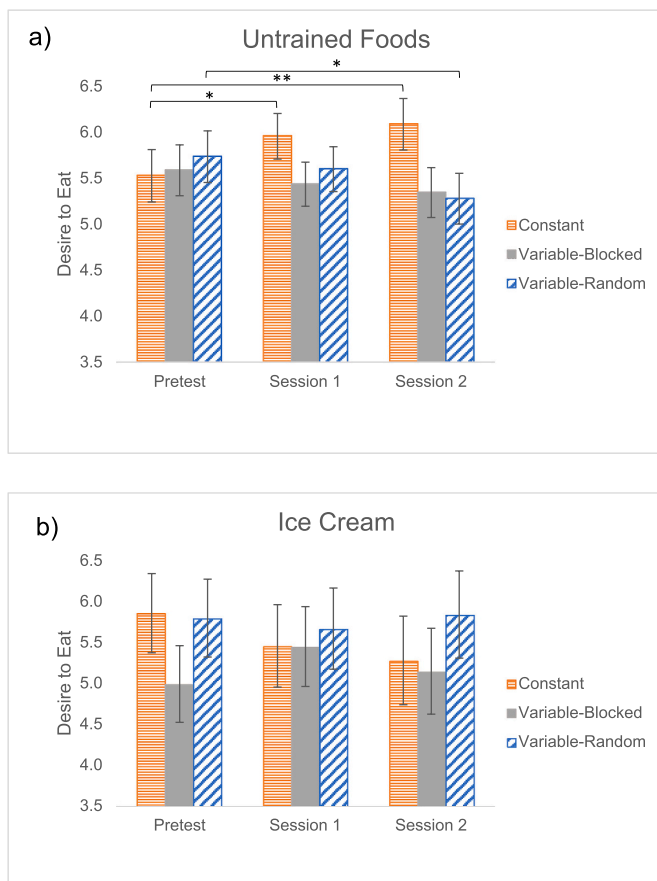 a)
Untrained Foods
*
**
*
6.5
6.0
5.5
5.0
4.5
4.0
3.5
Desire to Eat
Pretest Session 1 Session 2
Constant
Variable-Blocked
Variable-Random
b)
Ice Cream
6.5
6.0
5.5
5.0
4.5
4.0
3.5
Desire to Eat
Pretest Session 1 Session 2
Constant
Variable-Blocked
Variable-Random